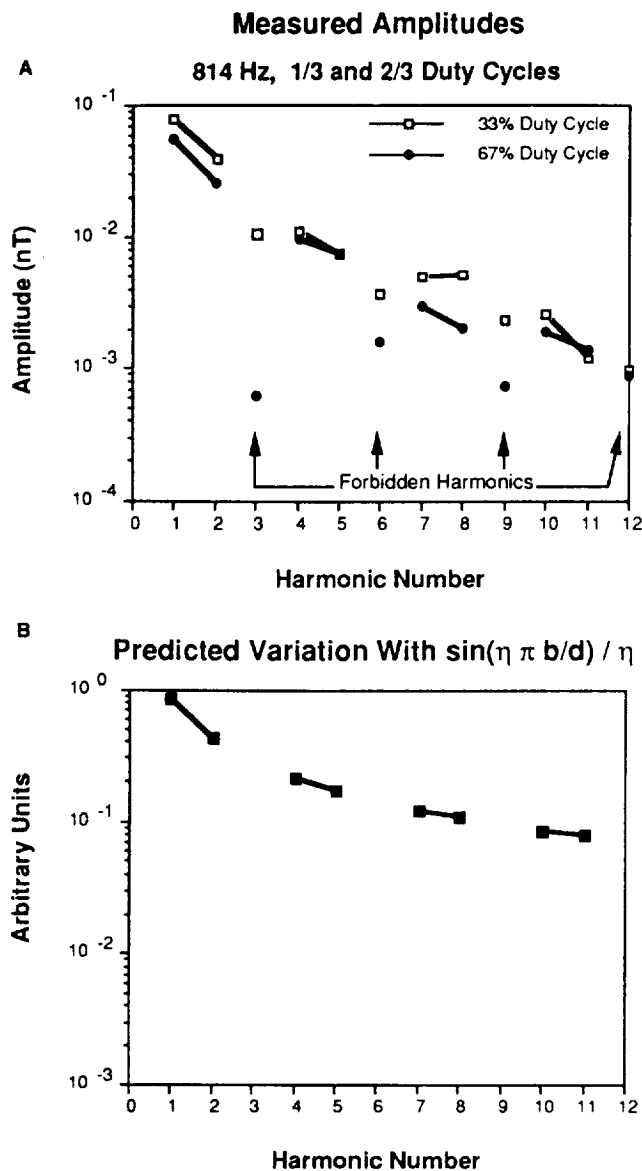 Measured Amplitudes
A
814 Hz, 1/3 and 2/3 Duty Cycles
33% Duty Cycle
67% Duty Cycle
10^-1
10^-2
10^-3
10^-4
Amplitude (nT)
Forbidden Harmonics
0 1 2 3 4 5 6 7 8 9 10 11 12
Harmonic Number
B
Predicted Variation With sin(η π b/d) / η
10^0
10^-1
10^-2
10^-3
Arbitrary Units
0 1 2 3 4 5 6 7 8 9 10 11 12
Harmonic Number